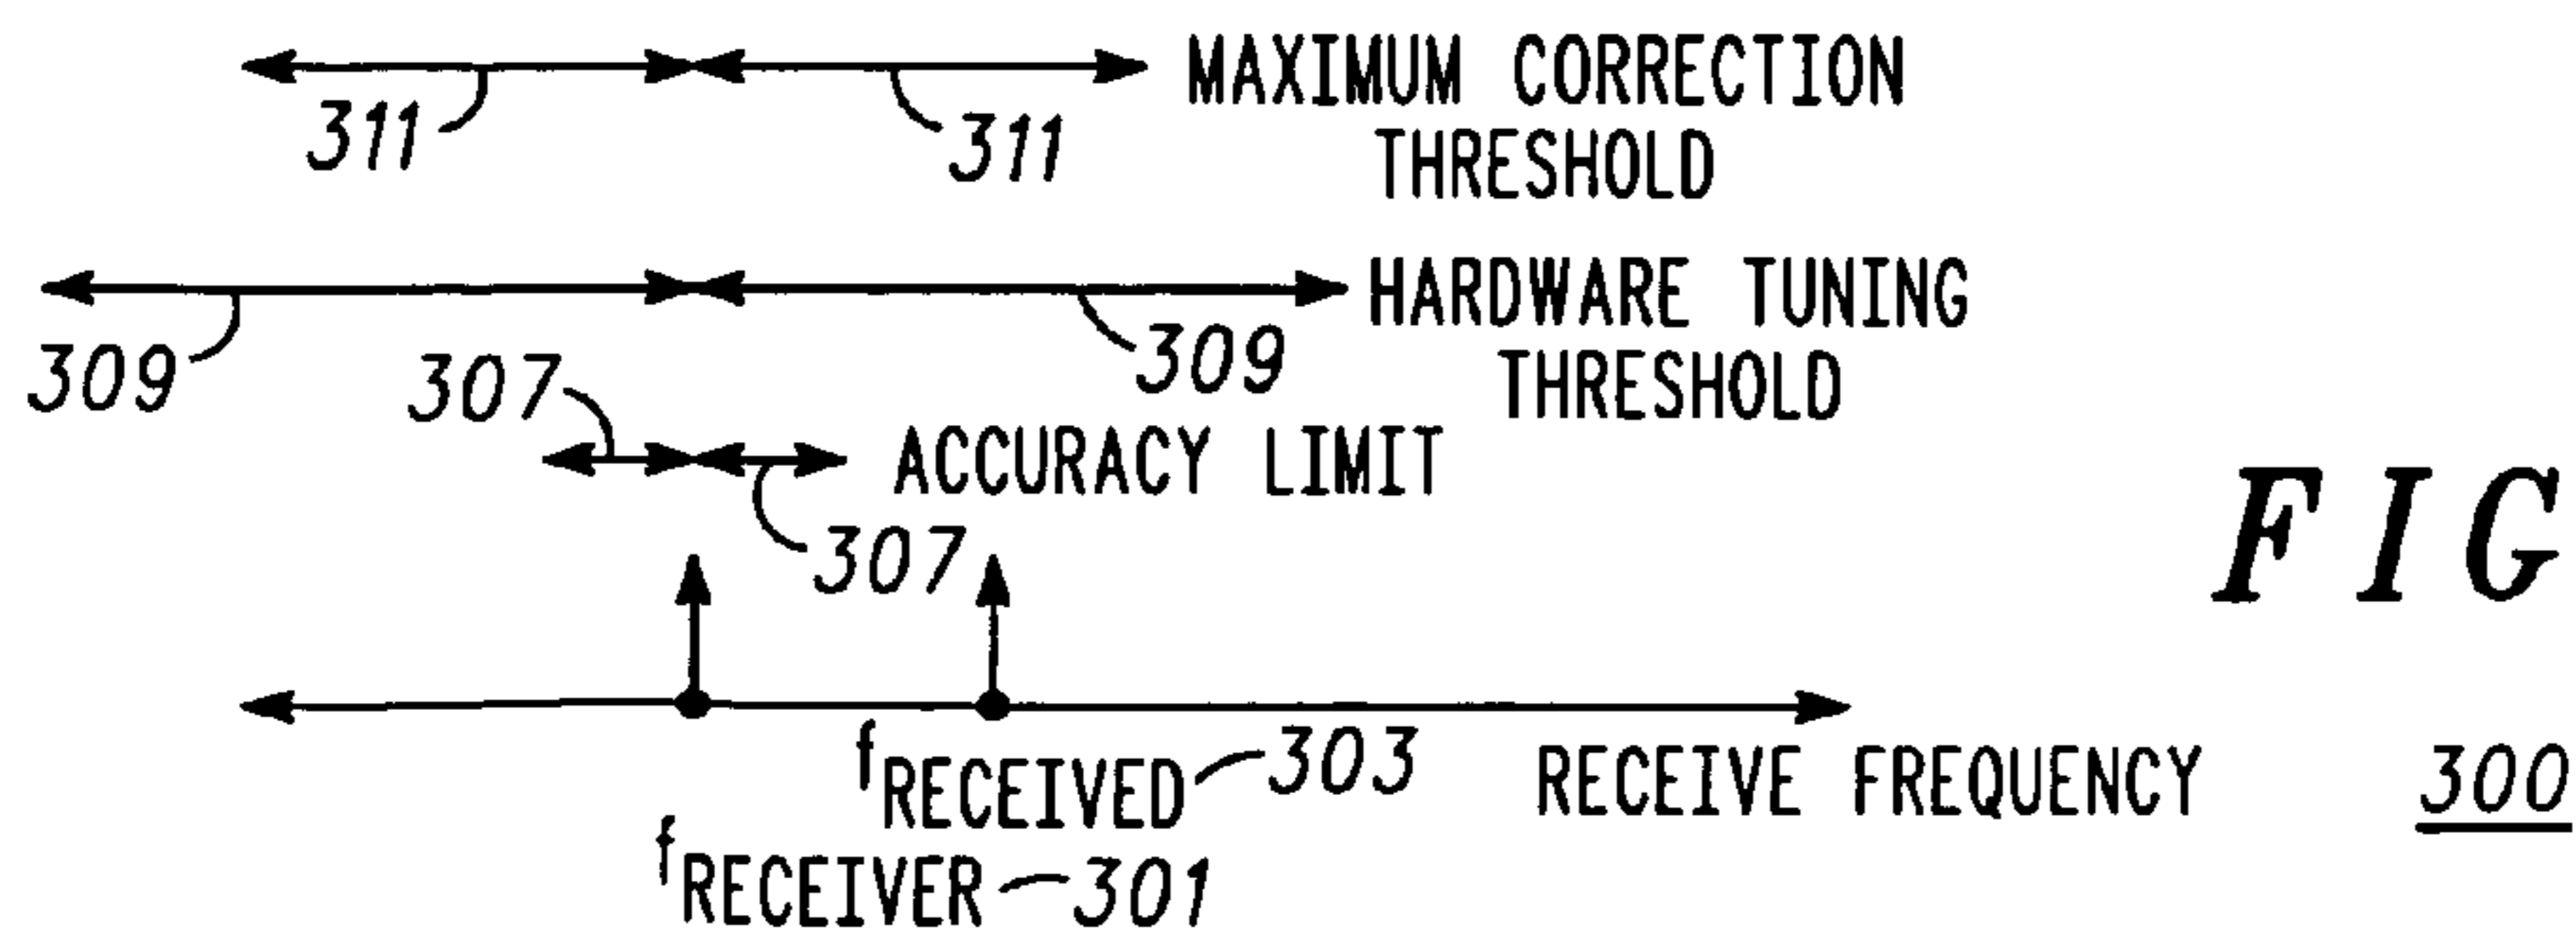 MAXIMUM CORRECTION
THRESHOLD
311
311
HARDWARE TUNING
THRESHOLD
309
309
307
ACCURACY LIMIT
307
FIG
fRECEIVED 303
RECEIVE FREQUENCY
300
fRECEIVER 301